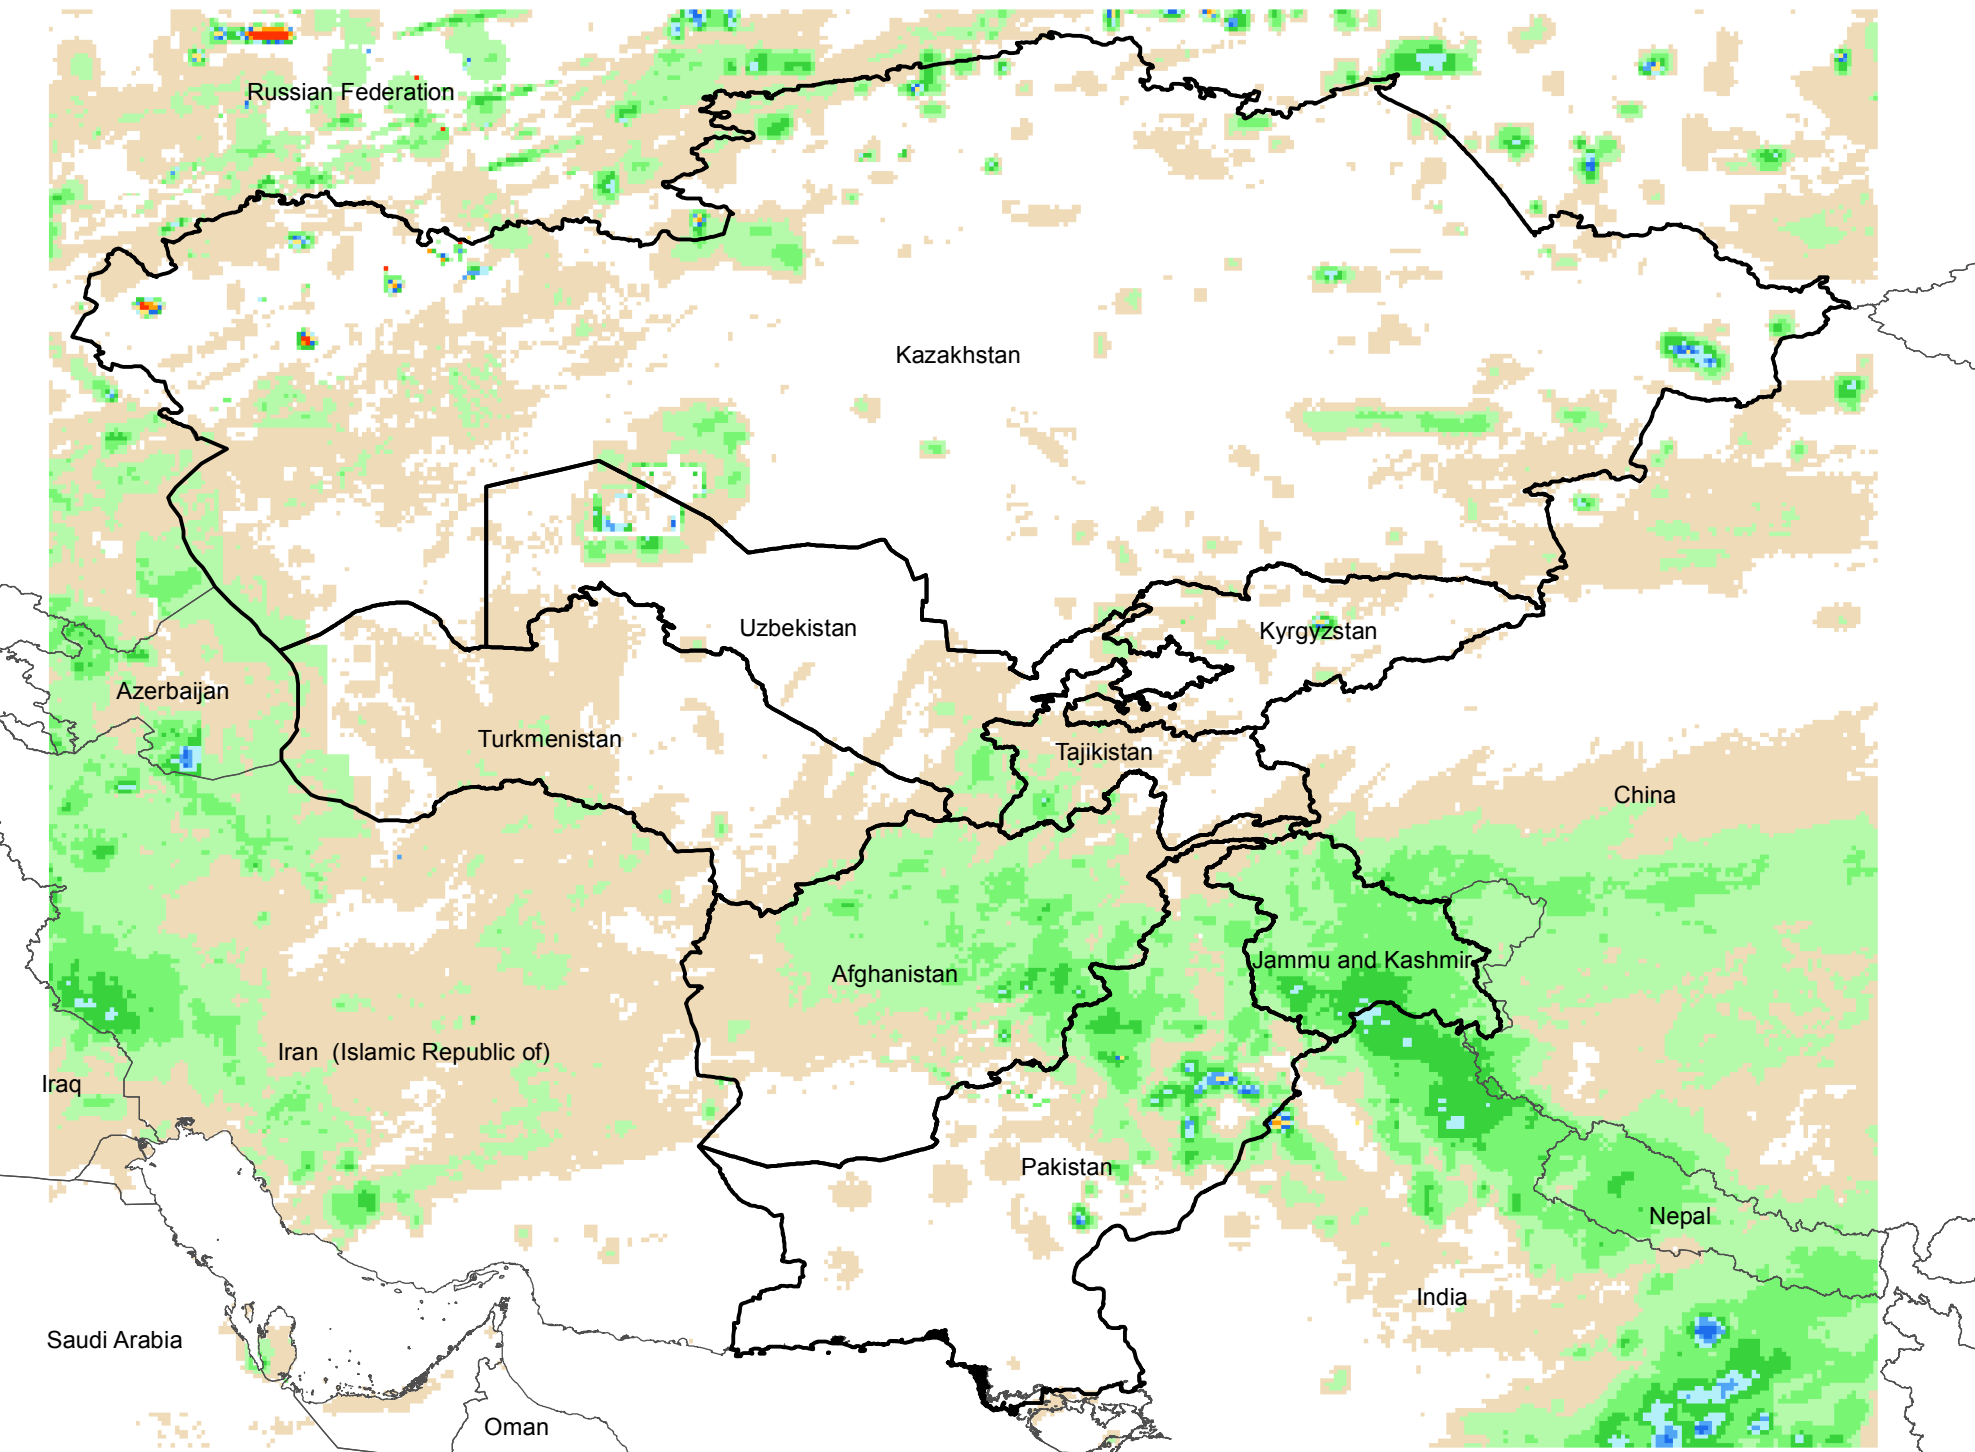 Russian Federation
Kazakhstan
Uzbekistan
Kyrgyzstan
Azerbaijan
Turkmenistan
Tajikistan
China
Afghanistan
Jammu and Kashmir
Iran  (Islamic Republic of)
Iraq
Pakistan
Nepal
India
Saudi Arabia
Oman